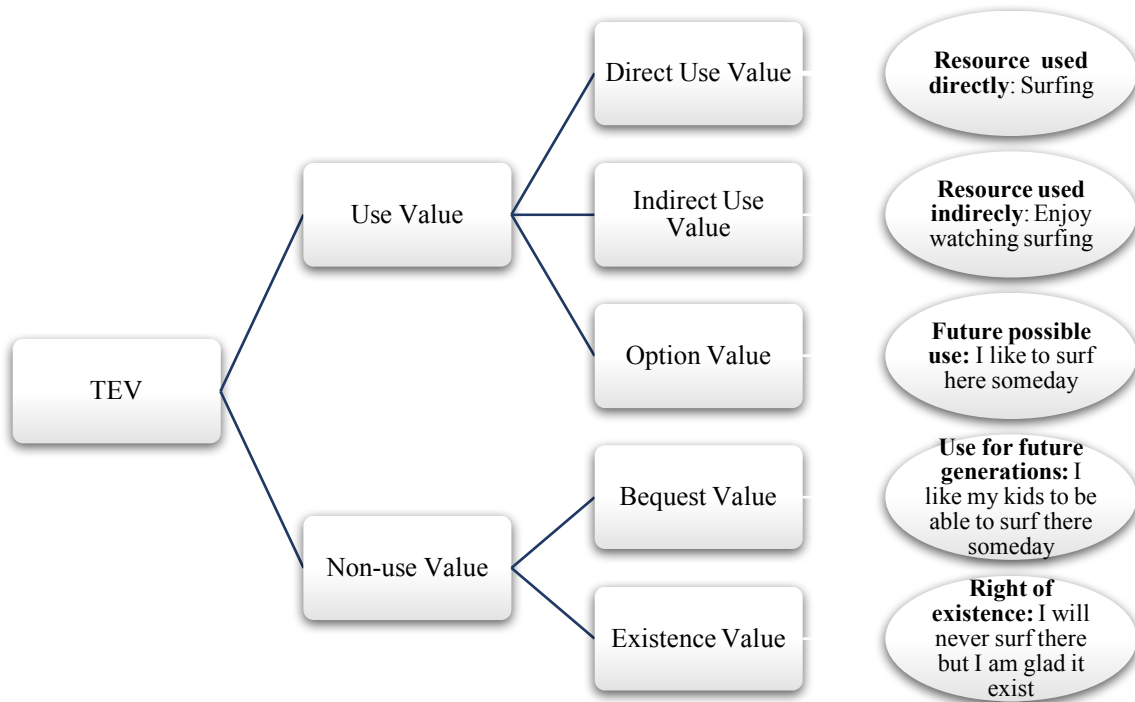 TEV
Use Value
Non-use Value
Direct Use Value
Indirect Use
Value
Option Value
Bequest Value
Existence Value
Resource used
directly: Surfing
Resource used
indirecly: Enjoy
watching surfing
Future possible
use: I like to surf
here someday
Use for future
generations: I
like my kids to be
able to surf there
someday
Right of
existence: I will
never surf there
but I am glad it
exist